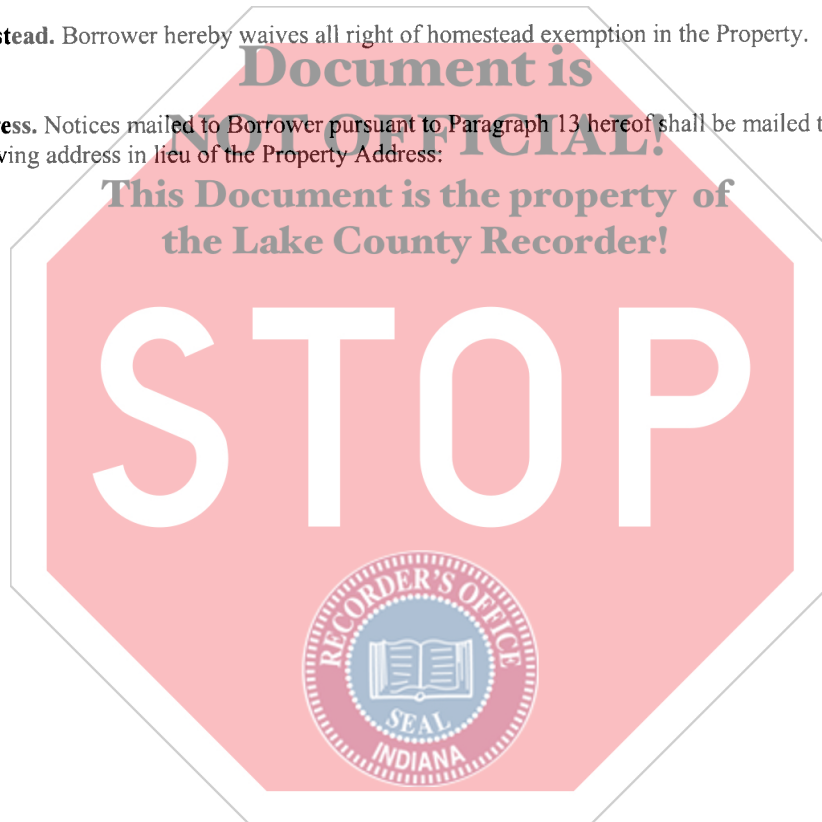 stead. Borrower hereby waives all right of homestead exemption in the Property.
Document is
NOT OFFICIAL!
ess. Notices mailed to Borrower pursuant to Paragraph 13 hereof shall be mailed t
ving address in lieu of the Property Address:
This Document is the property of
the Lake County Recorder!
STOP
RECORDER'S OFFICE
SEAL
INDIANA